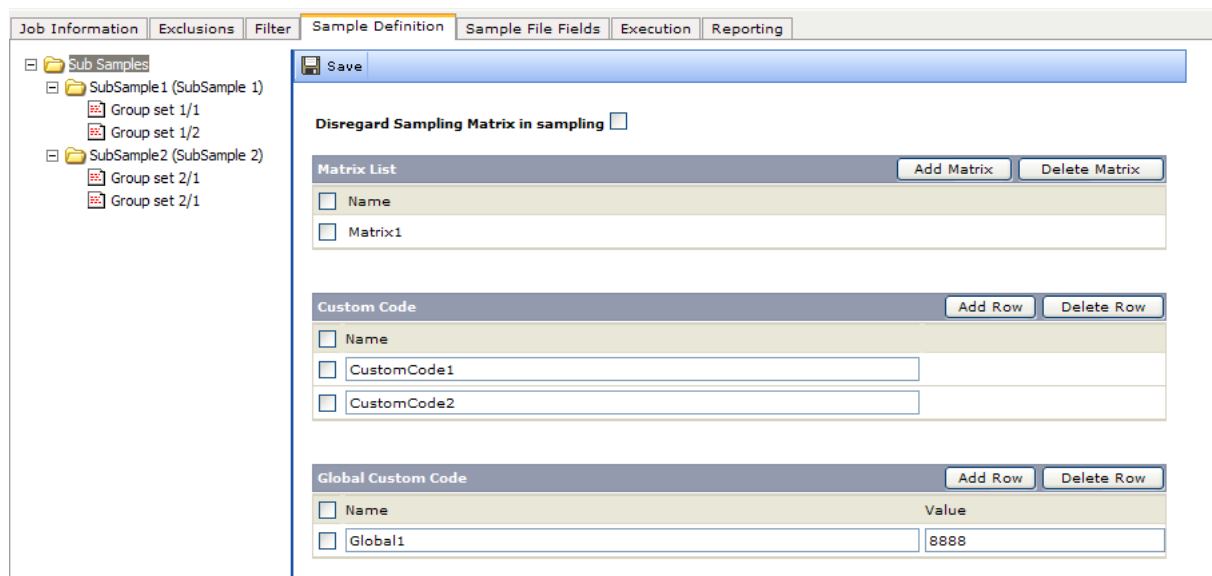 Job Information Exclusions Filter Sample Definition Sample File Fields Execution Reporting
Sub Samples
SubSample1 (SubSample 1)
Group set 1/1
Group set 1/2
SubSample2 (SubSample 2)
Group set 2/1
Group set 2/1
Save
Disregard Sampling Matrix in sampling
Matrix List Add Matrix Delete Matrix
Name
Matrix1
Custom Code Add Row Delete Row
Name
CustomCode1
CustomCode2
Global Custom Code Add Row Delete Row
Name Value
Global1 8888